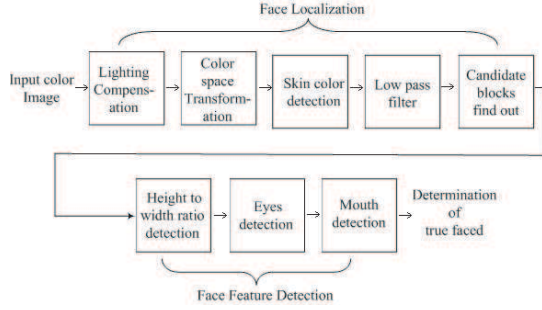 Face Localization
Input color
Image
Lighting
Compens-
ation
Color
space
Transform-
ation
Skin color
detection
Low pass
filter
Candidate
blocks
find out
Height to
width ratio
detection
Eyes
detection
Mouth
detection
Determination
of
true faced
Face Feature Detection